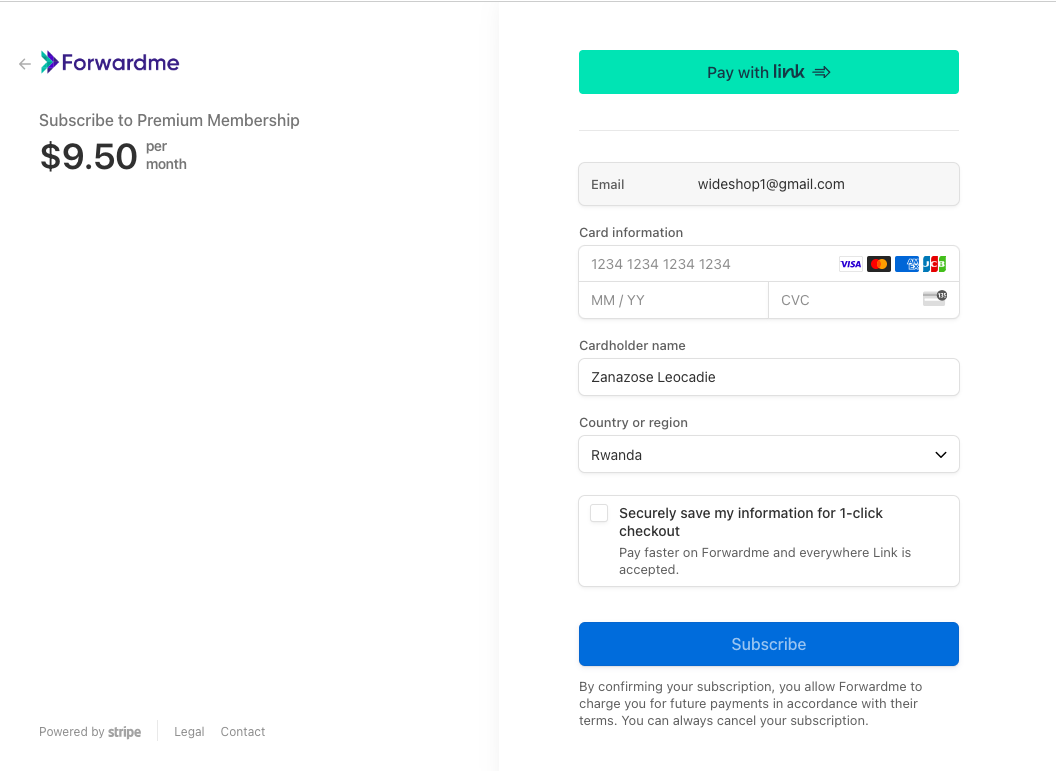 ← Forwardme
Subscribe to Premium Membership
$9.50 per
month
Powered by stripe Legal Contact
Pay with link
Email wideshop1@gmail.com
Card information
1234 1234 1234 1234 VISA AMEX JCB
MM / YY CVC 135
Cardholder name
Zanazose Leocadie
Country or region
Rwanda
Securely save my information for 1-click
checkout
Pay faster on Forwardme and everywhere Link is
accepted.
Subscribe
By confirming your subscription, you allow Forwardme to
charge you for future payments in accordance with their
terms. You can always cancel your subscription.